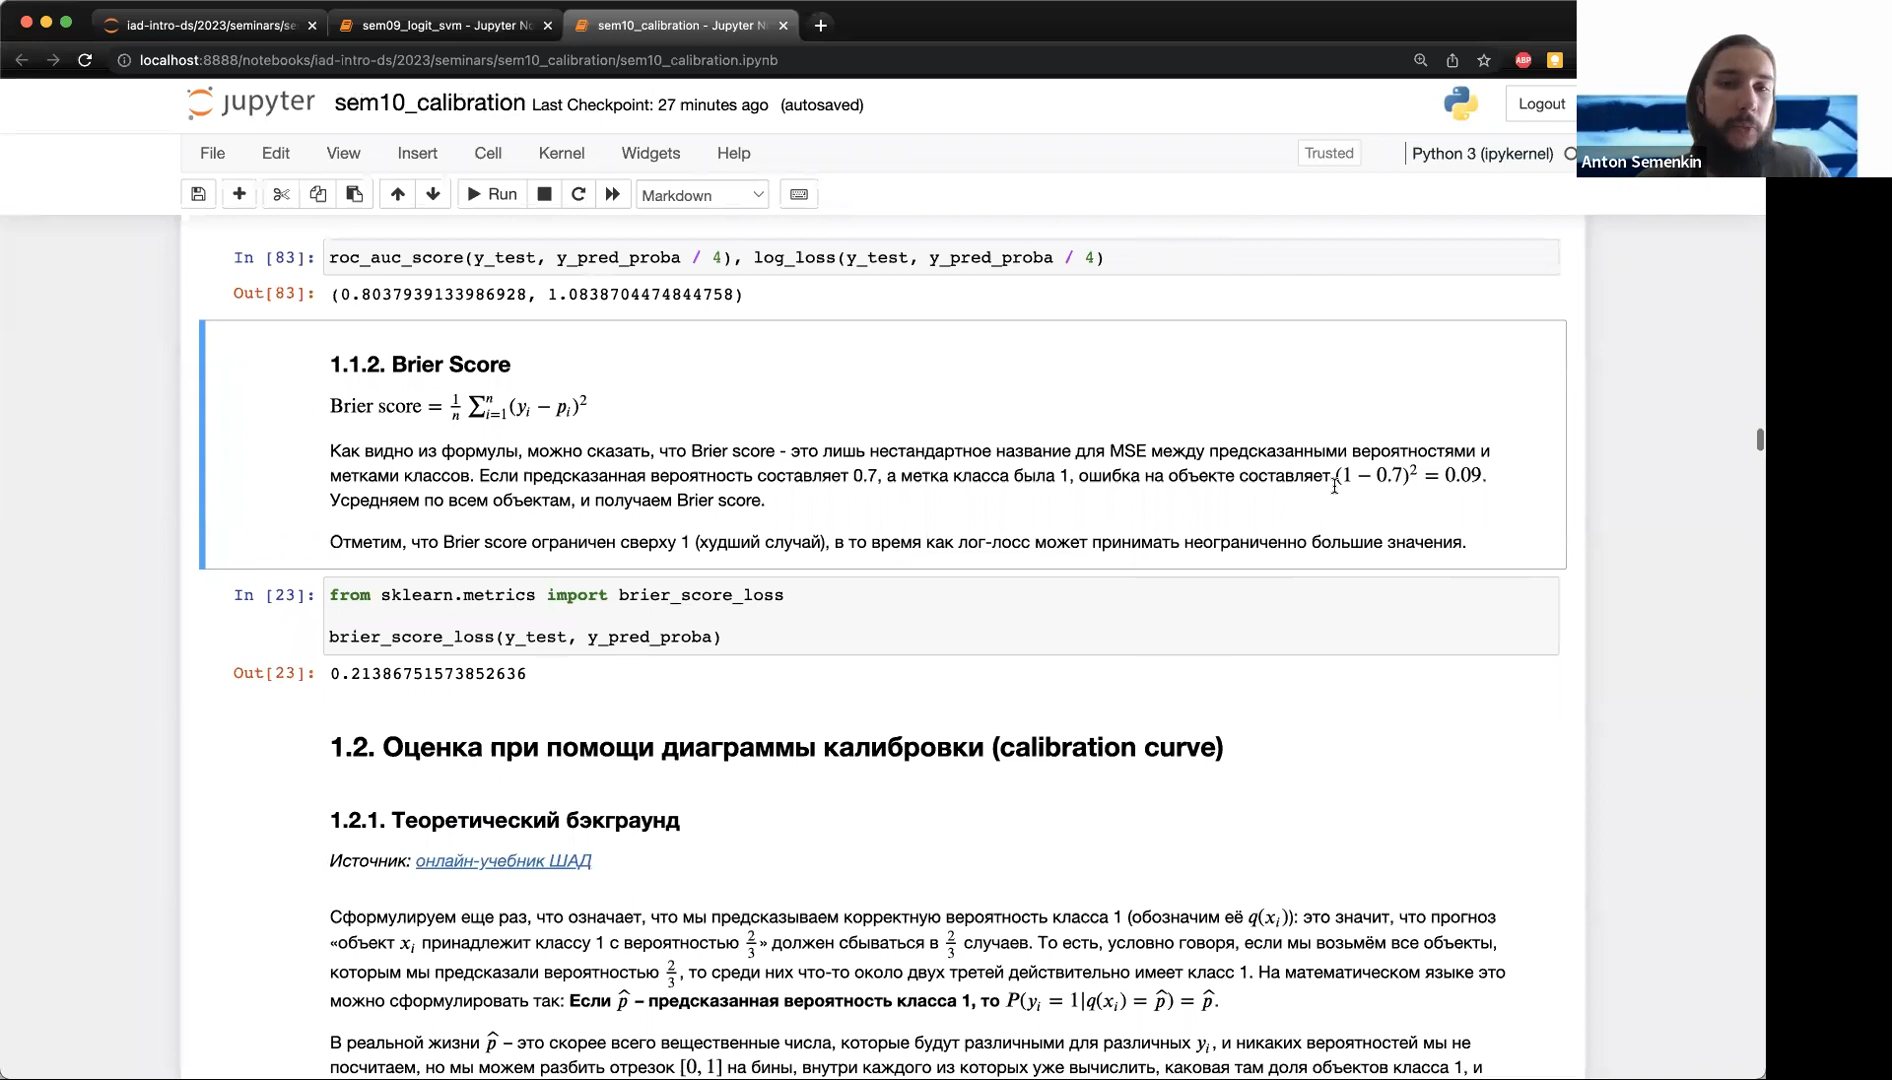 iad-intro-ds/2023/seminars/se
sem09_logit_svm - Jupyter No
sem10_calibration - Jupyter N
localhost:8888/notebooks/iad-intro-ds/2023/seminars/sem10_calibration/sem10_calibration.ipynb
ABP
jupyter sem10_calibration Last Checkpoint: 27 minutes ago (autosaved)
Logout
Anton Semenkin
File Edit View Insert Cell Kernel Widgets Help
Trusted
Python 3 (ipykernel)
Run
Markdown
In [83]: roc_auc_score(y_test, y_pred_proba / 4), log_loss(y_test, y_pred_proba / 4)
Out[83]: (0.8037939133986928, 1.0838704474844758)
1.1.2. Brier Score
Brier score = \frac{1}{n} \sum_{i=1}^{n}(y_i − p_i)^2
Как видно из формулы, можно сказать, что Brier score - это лишь нестандартное название для MSE между предсказанными вероятностями и
метками классов. Если предсказанная вероятность составляет 0.7, а метка класса была 1, ошибка на объекте составляет (1 − 0.7)² = 0.09.
Усредняем по всем объектам, и получаем Brier score.
Отметим, что Brier score ограничен сверху 1 (худший случай), в то время как лог-лосс может принимать неограниченно большие значения.
In [23]: from sklearn.metrics import brier_score_loss
brier_score_loss(y_test, y_pred_proba)
Out[23]: 0.21386751573852636
1.2. Оценка при помощи диаграммы калибровки (calibration curve)
1.2.1. Теоретический бэкграунд
Источник: онлайн-учебник ШАД
Сформулируем еще раз, что означает, что мы предсказываем корректную вероятность класса 1 (обозначим её q(x_i)): это значит, что прогноз
«объект x_i принадлежит классу 1 с вероятностью \frac{2}{3}» должен сбываться в \frac{2}{3} случаев. То есть, условно говоря, если мы возьмём все объекты,
которым мы предсказали вероятностью \frac{2}{3}, то среди них что-то около двух третей действительно имеет класс 1. На математическом языке это
можно сформулировать так: Если \hat{p} – предсказанная вероятность класса 1, то P(y_i = 1|q(x_i) = \hat{p}) = \hat{p}.
В реальной жизни \hat{p} – это скорее всего вещественные числа, которые будут различными для различных y_i, и никаких вероятностей мы не
посчитаем, но мы можем разбить отрезок [0, 1] на бины, внутри каждого из которых уже вычислить, каковая там доля объектов класса 1, и